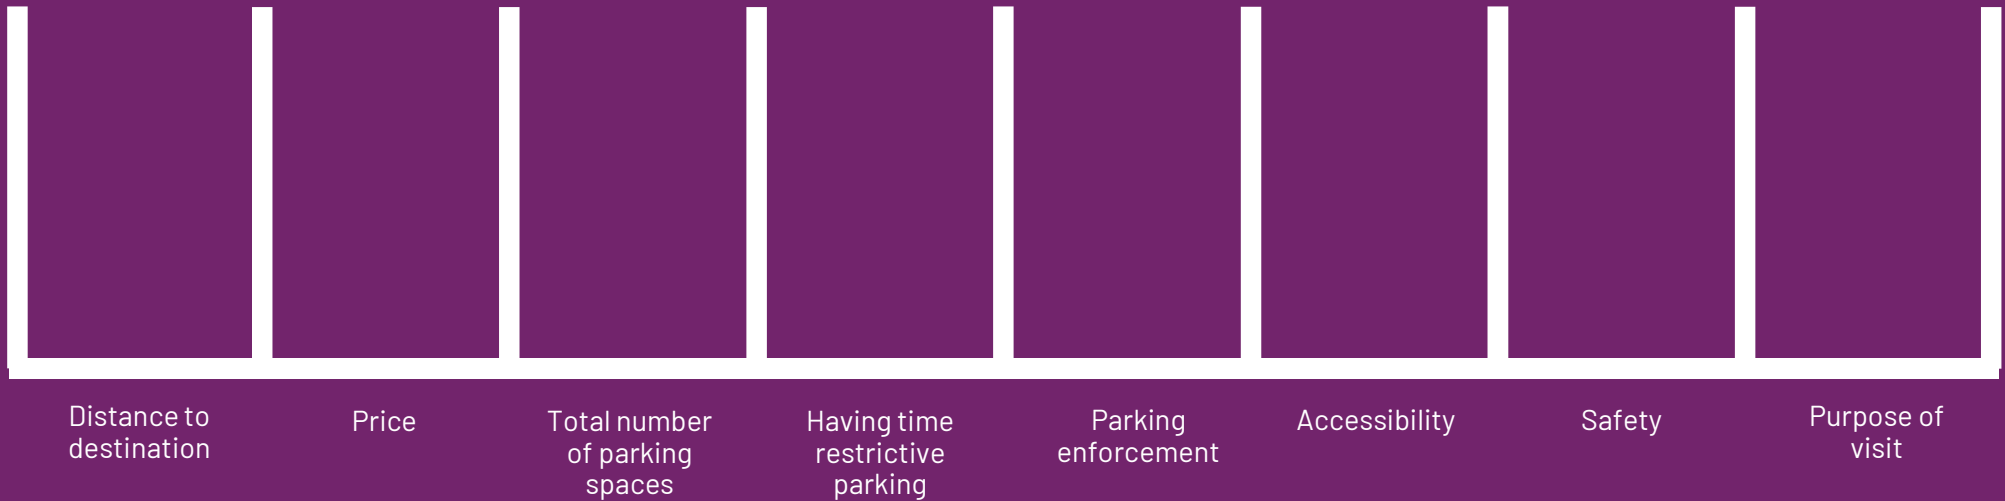 Distance to
destination
Price
Total number
of parking
spaces
Having time
restrictive
parking
Parking
enforcement
Accessibility
Safety
Purpose of
visit